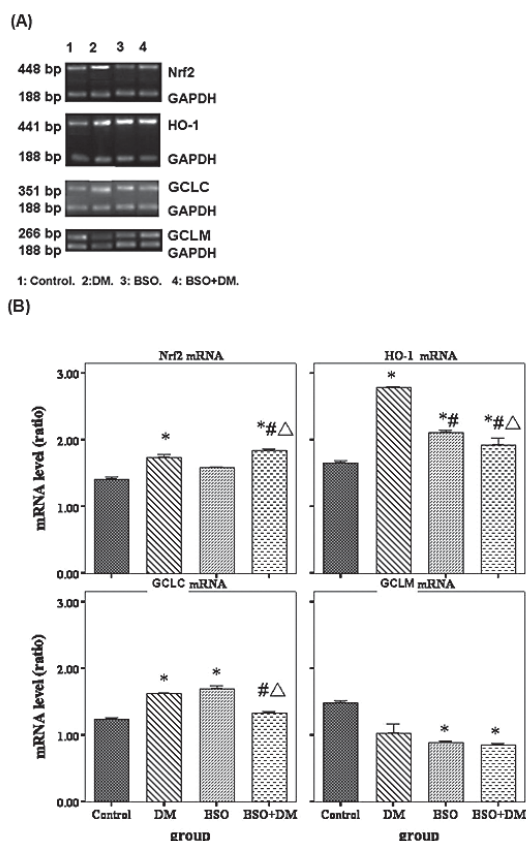 (A)
1 2 3 4
448 bp Nrf2
188 bp GAPDH
441 bp HO-1
188 bp GAPDH
351 bp GCLC
188 bp GAPDH
266 bp GCLM
188 bp GAPDH
1: Control. 2:DM. 3: BSO. 4: BSO+DM.
(B)
Nrf2 mRNA HO-1 mRNA
mRNA level (ratio)
3.00
2.00
1.00
0.00
*
*#△
*
*#
*#△
GCLC mRNA GCLM mRNA
mRNA level (ratio)
3.00
2.00
1.00
0.00
*
*
#△
*
*
Control DM BSO BSO+DM Control DM BSO BSO+DM
group group